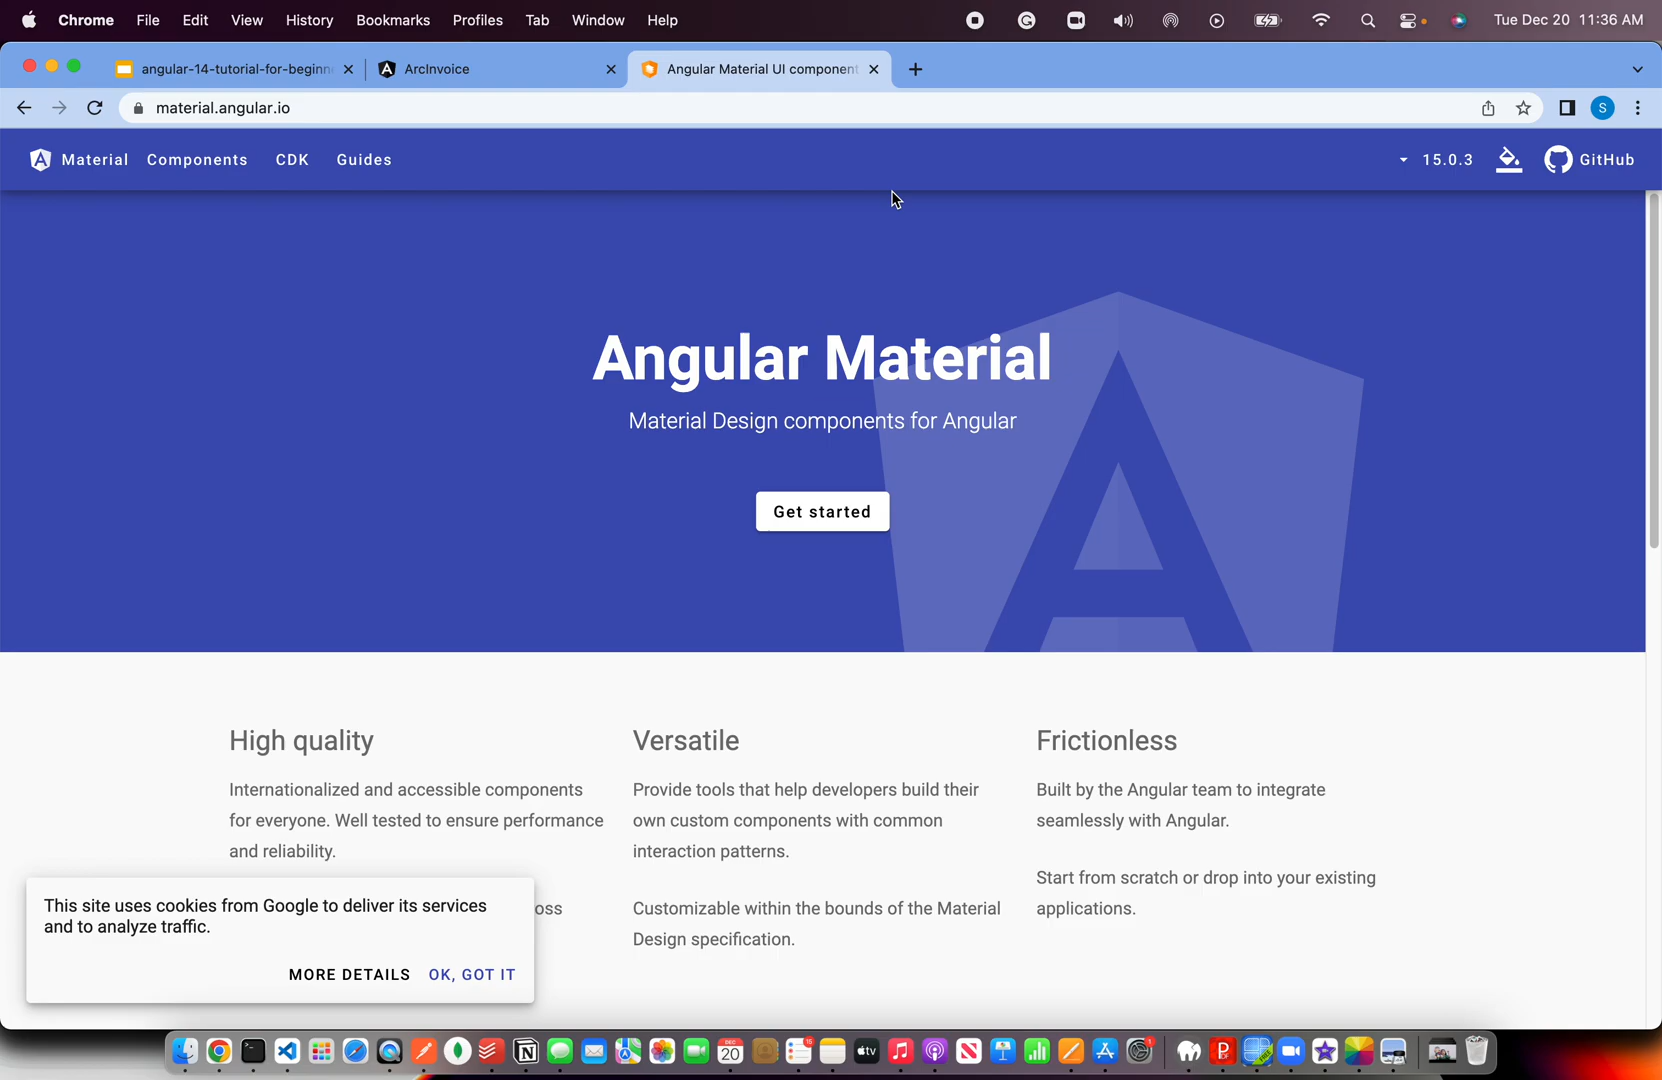 Chrome File Edit View History Bookmarks Profiles Tab Window Help Tue Dec 20 11:36 AM
angular-14-tutorial-for-beginn ArcInvoice Angular Material UI component
material.angular.io S
Material Components CDK Guides 15.0.3 GitHub
Angular Material
Material Design components for Angular
Get started
High quality
Internationalized and accessible components
for everyone. Well tested to ensure performance
and reliability.
oss
Versatile
Provide tools that help developers build their
own custom components with common
interaction patterns.
Customizable within the bounds of the Material
Design specification.
Frictionless
Built by the Angular team to integrate
seamlessly with Angular.
Start from scratch or drop into your existing
applications.
This site uses cookies from Google to deliver its services
and to analyze traffic.
MORE DETAILS OK, GOT IT
DEC
20
tv